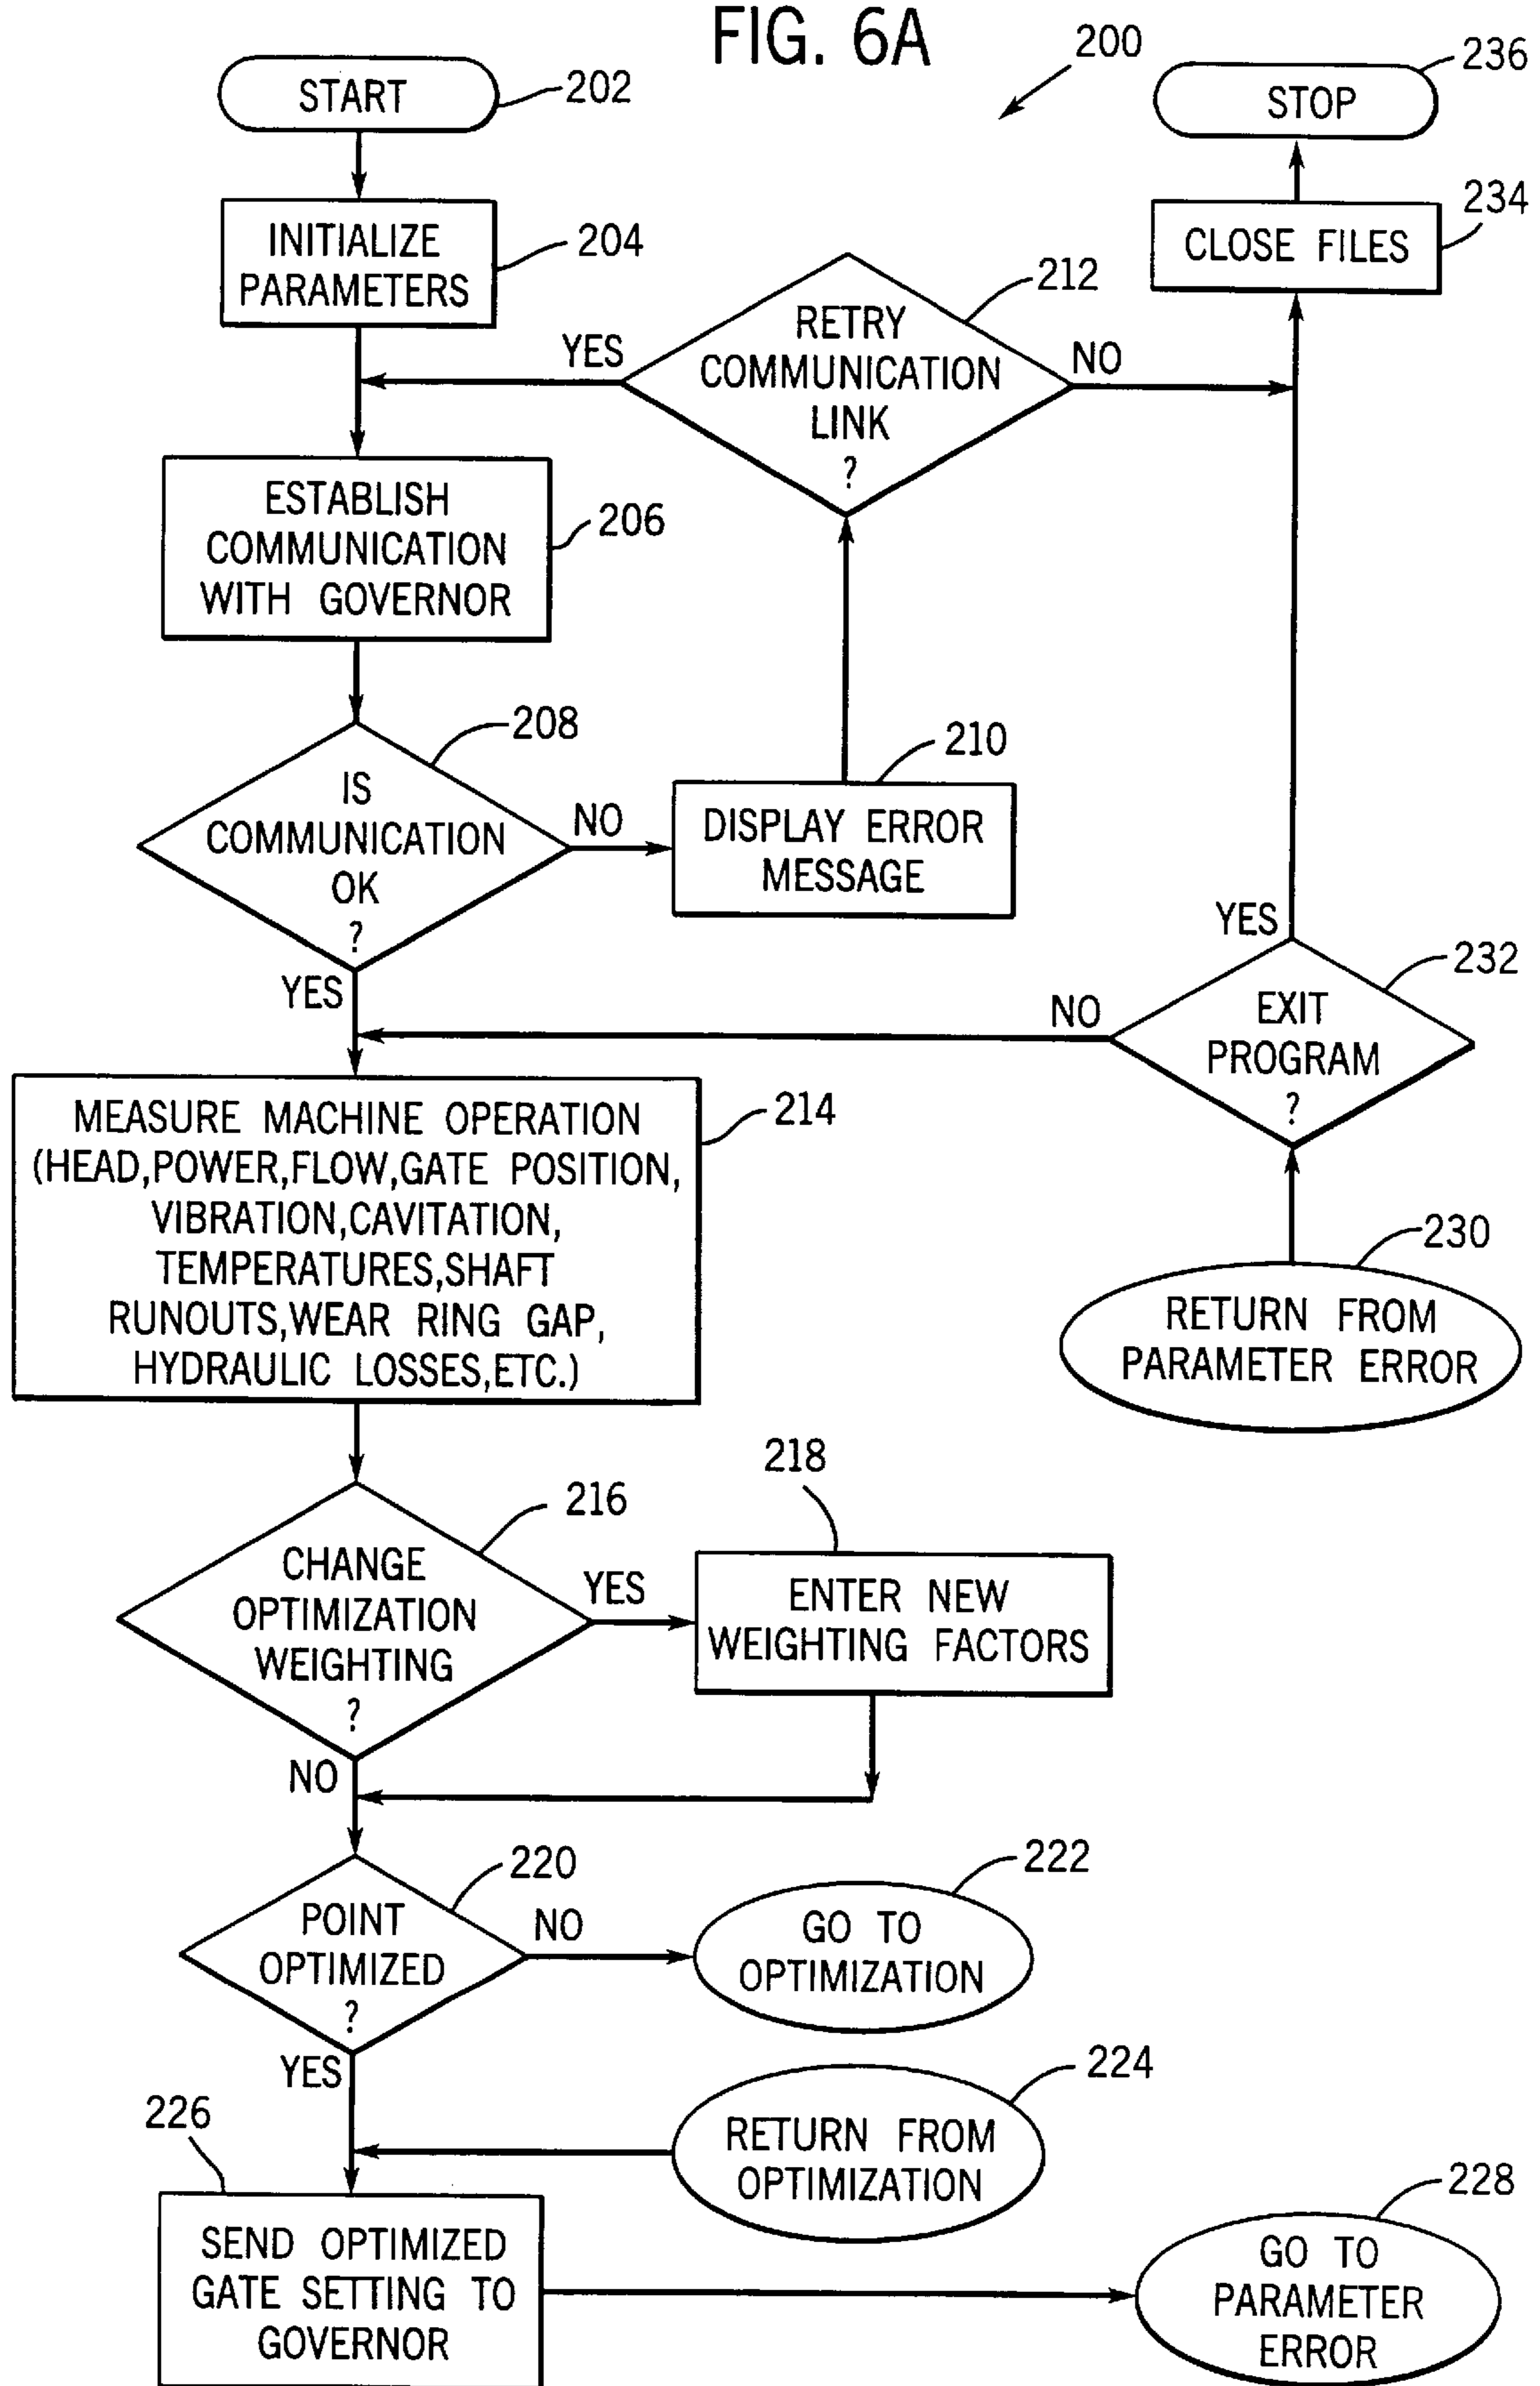 FIG. 6A
200
START
202
STOP
236
INITIALIZE
PARAMETERS
204
CLOSE FILES
234
RETRY
COMMUNICATION
LINK
?
212
YES
NO
ESTABLISH
COMMUNICATION
WITH GOVERNOR
206
IS
COMMUNICATION
OK
?
208
NO
YES
DISPLAY ERROR
MESSAGE
210
EXIT
PROGRAM
?
232
YES
NO
RETURN FROM
PARAMETER ERROR
230
MEASURE MACHINE OPERATION
(HEAD,POWER,FLOW,GATE POSITION,
VIBRATION,CAVITATION,
TEMPERATURES,SHAFT
RUNOUTS,WEAR RING GAP,
HYDRAULIC LOSSES,ETC.)
214
CHANGE
OPTIMIZATION
WEIGHTING
?
216
YES
NO
218
ENTER NEW
WEIGHTING FACTORS
POINT
OPTIMIZED
?
220
NO
YES
GO TO
OPTIMIZATION
222
RETURN FROM
OPTIMIZATION
224
226
SEND OPTIMIZED
GATE SETTING TO
GOVERNOR
GO TO
PARAMETER
ERROR
228